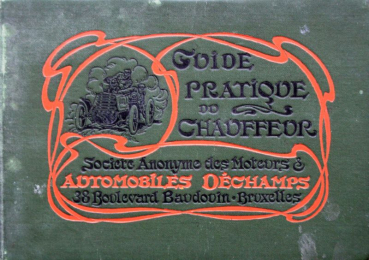 GUIDE
PRATIQUE
DU
CHAUFFEUR
Société Anonyme des Moteurs &
AUTOMOBILES DÉCHAMPS
38 Boulevard Baudouin - Bruxelles